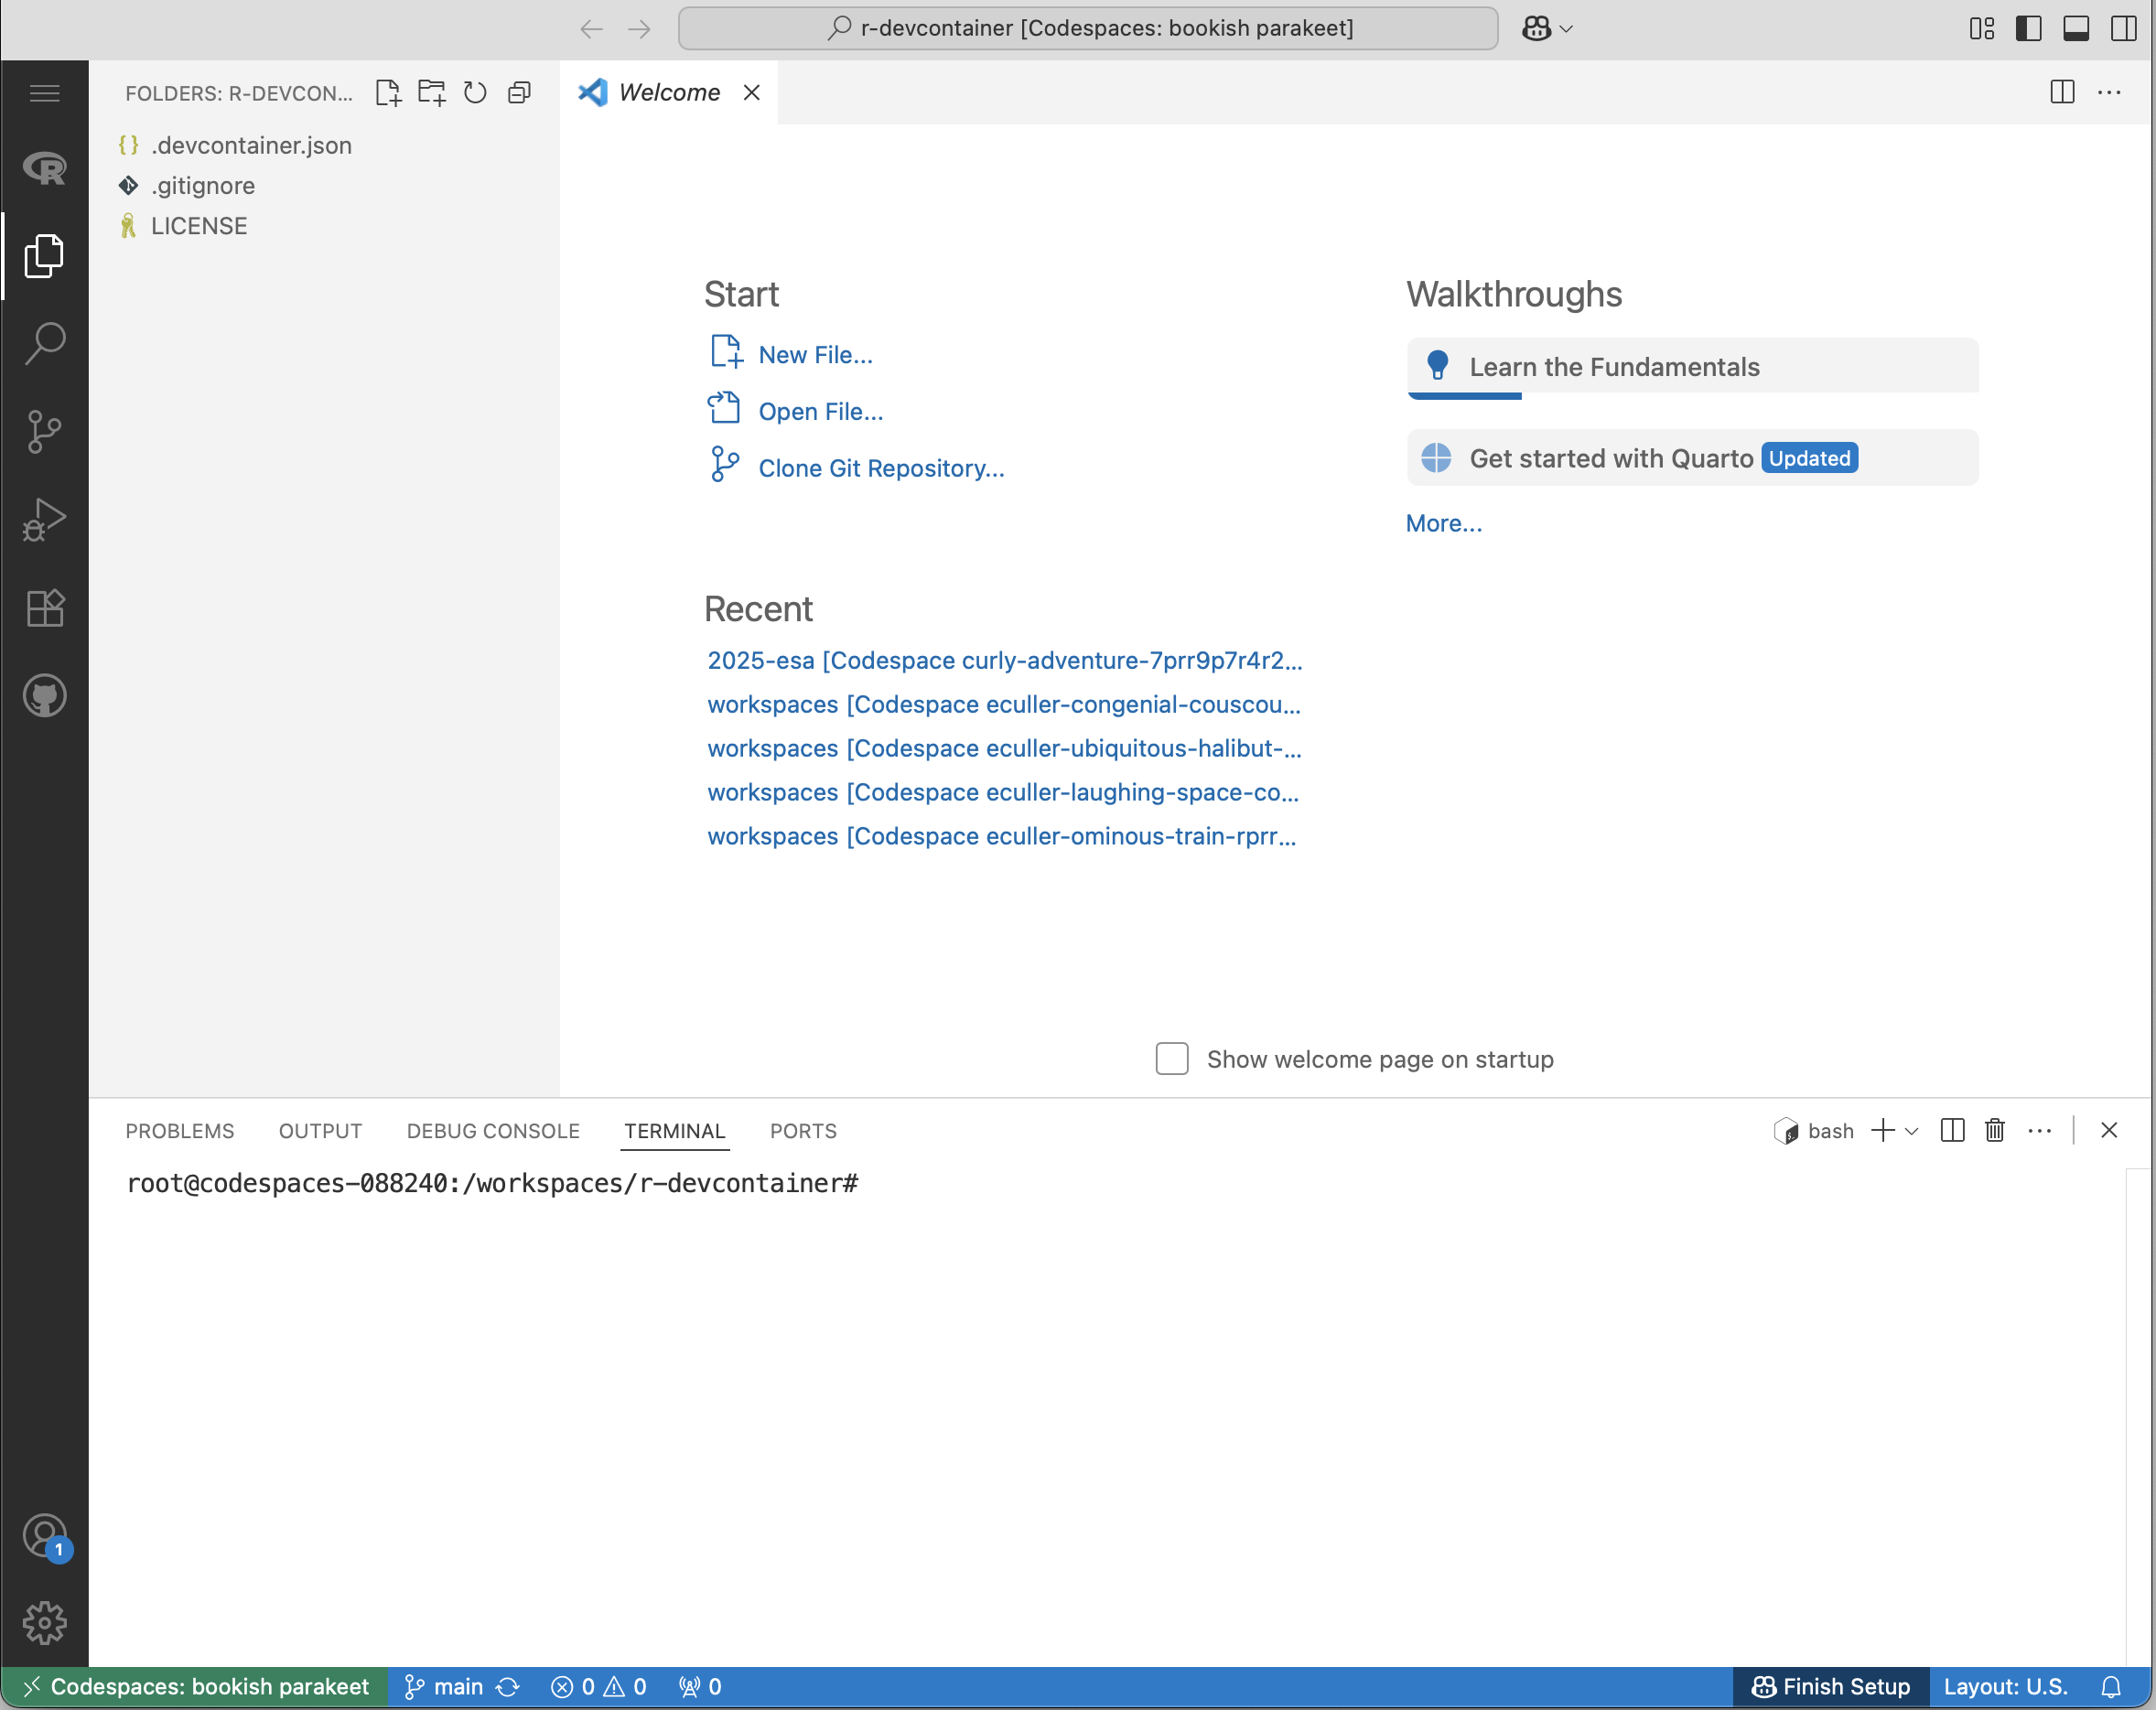 r-devcontainer [Codespaces: bookish parakeet]
FOLDERS: R-DEVCON...
Welcome
.devcontainer.json
.gitignore
LICENSE
Start
New File...
Open File...
Clone Git Repository...
Recent
2025-esa [Codespace curly-adventure-7prr9p7r4r2...
workspaces [Codespace eculler-congenial-couscou...
workspaces [Codespace eculler-ubiquitous-halibut-...
workspaces [Codespace eculler-laughing-space-co...
workspaces [Codespace eculler-ominous-train-rprr...
Walkthroughs
Learn the Fundamentals
Get started with Quarto Updated
More...
Show welcome page on startup
PROBLEMS OUTPUT DEBUG CONSOLE TERMINAL PORTS
bash
root@codespaces-088240:/workspaces/r-devcontainer#
1
Codespaces: bookish parakeet main 0 0 0 Finish Setup Layout: U.S.